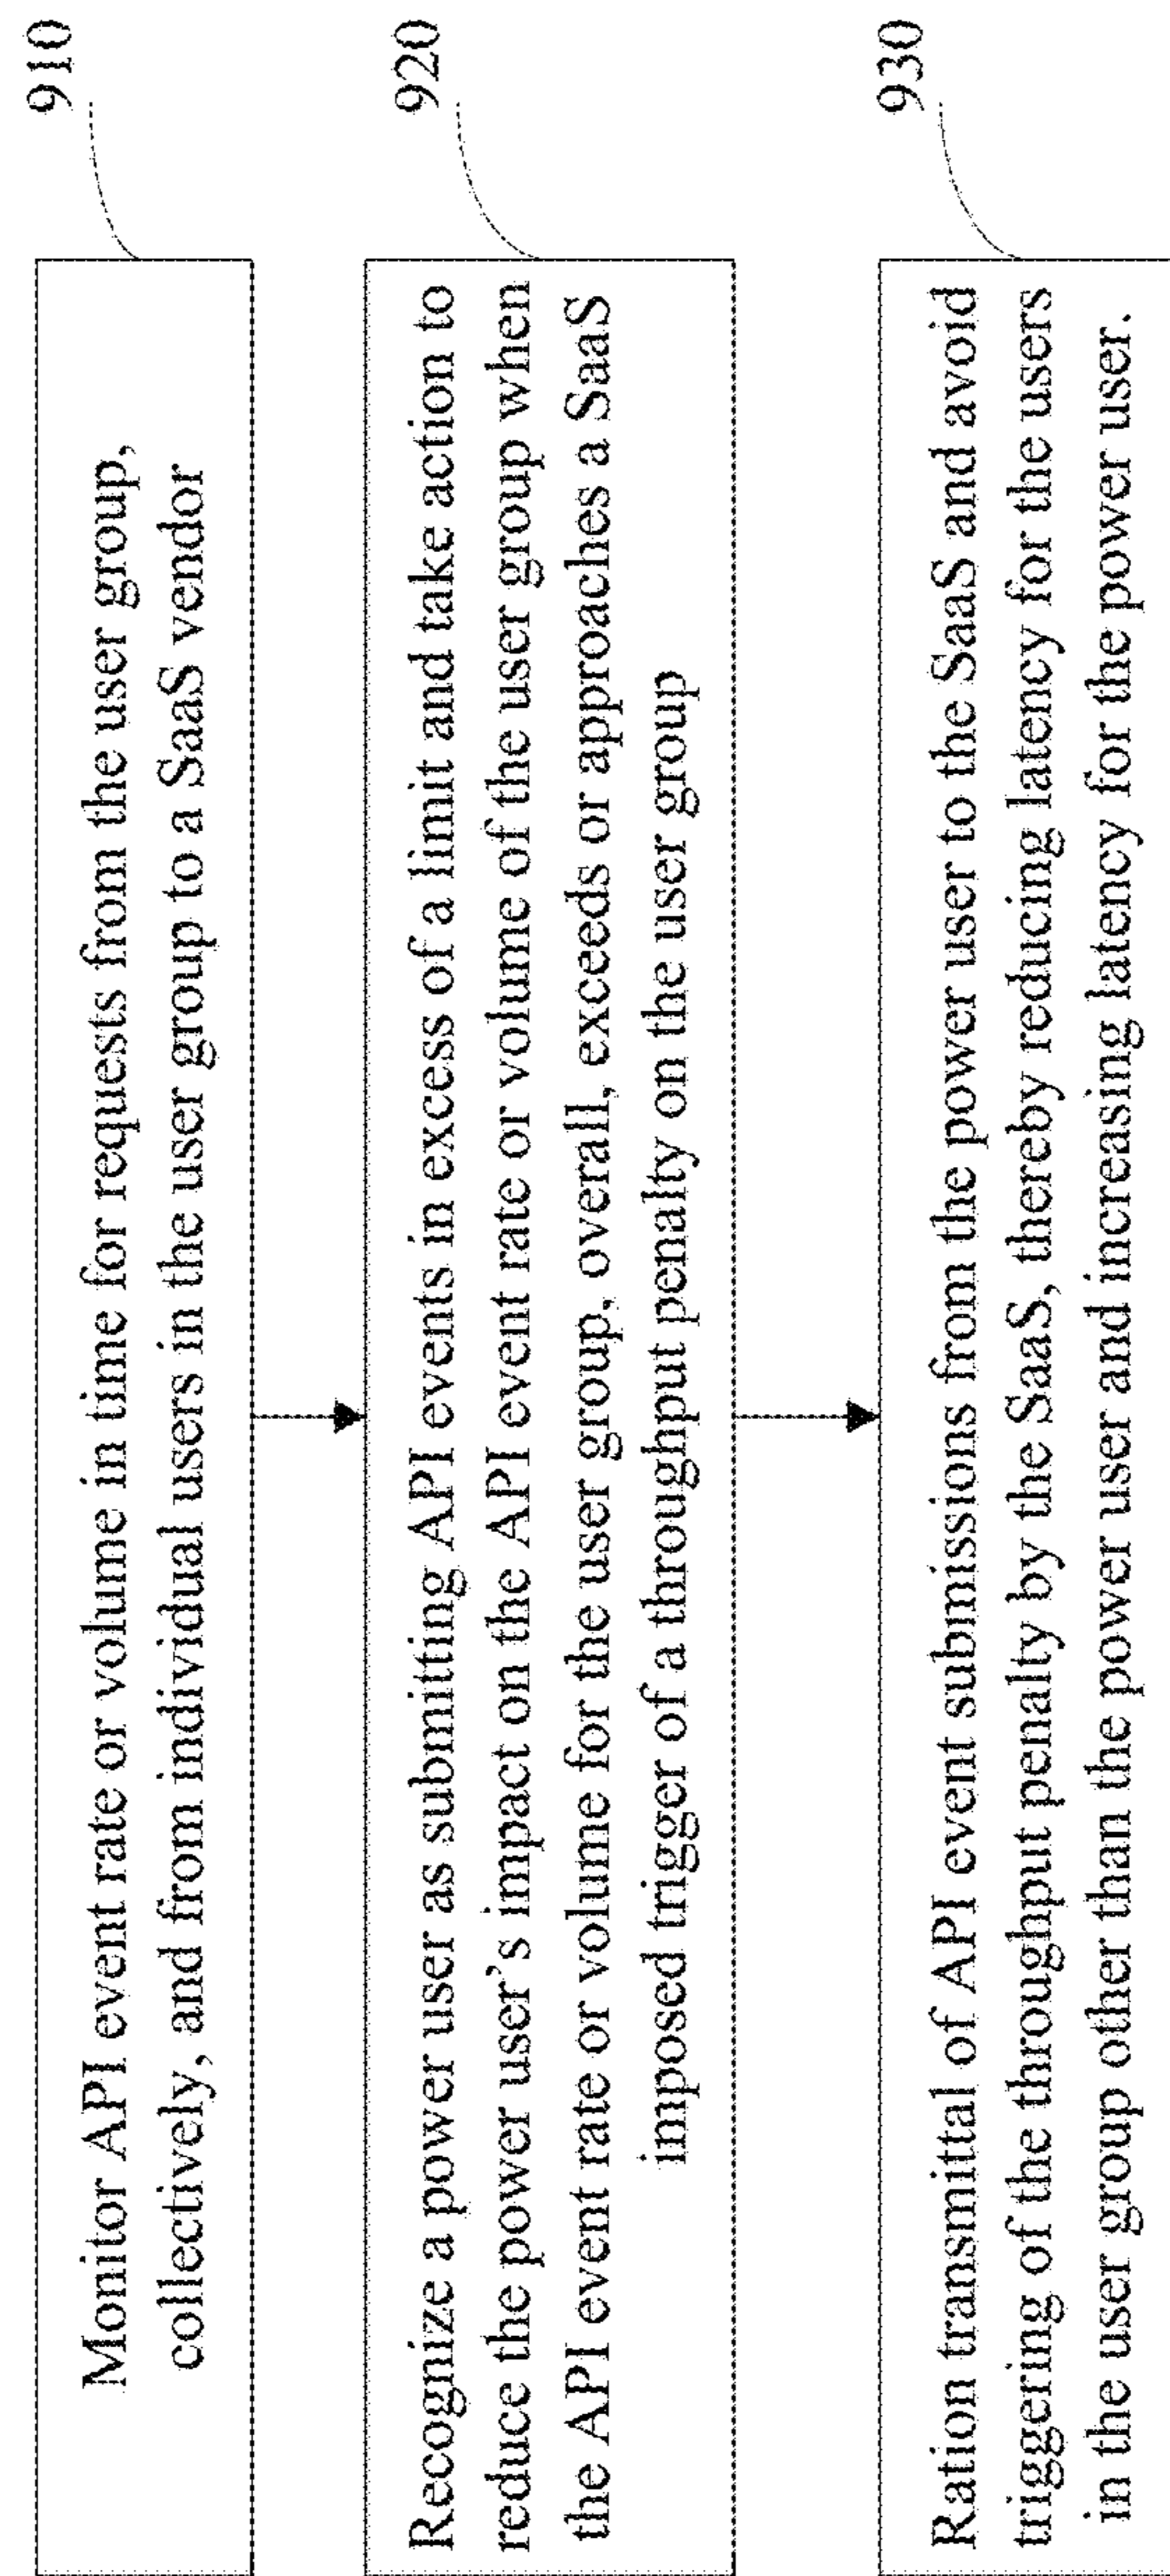 910
Monitor API event rate or volume in time for requests from the user group,
collectively, and from individual users in the user group to a SaaS vendor
920
Recognize a power user as submitting API events in excess of a limit and take action to
reduce the power user's impact on the API event rate or volume of the user group when
the API event rate or volume for the user group, overall, exceeds or approaches a SaaS
imposed trigger of a throughput penalty on the user group
930
Ration transmittal of API event submissions from the power user to the SaaS and avoid
triggering of the throughput penalty by the SaaS, thereby reducing latency for the users
in the user group other than the power user and increasing latency for the power user.